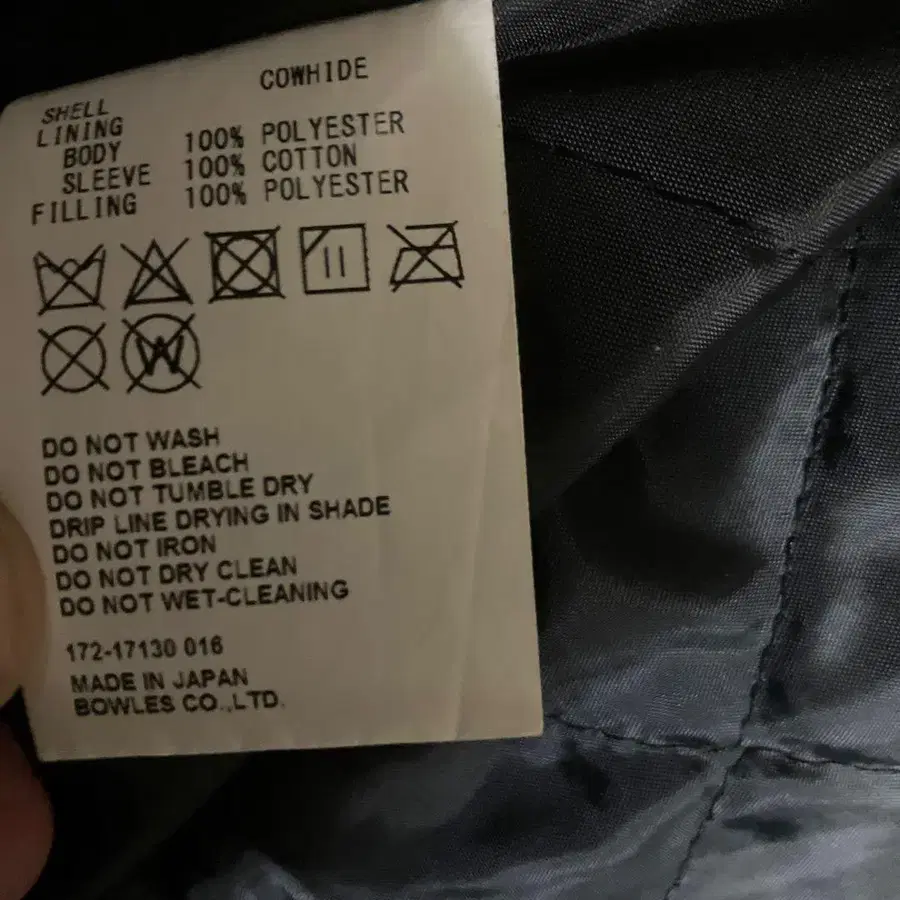 SHELL COWHIDE
LINING
BODY 100% POLYESTER
SLEEVE 100% COTTON
FILLING 100% POLYESTER
W
DO NOT WASH
DO NOT BLEACH
DO NOT TUMBLE DRY
DRIP LINE DRYING IN SHADE
DO NOT IRON
DO NOT DRY CLEAN
DO NOT WET-CLEANING
172-17130 016
MADE IN JAPAN
BOWLES CO.,LTD.